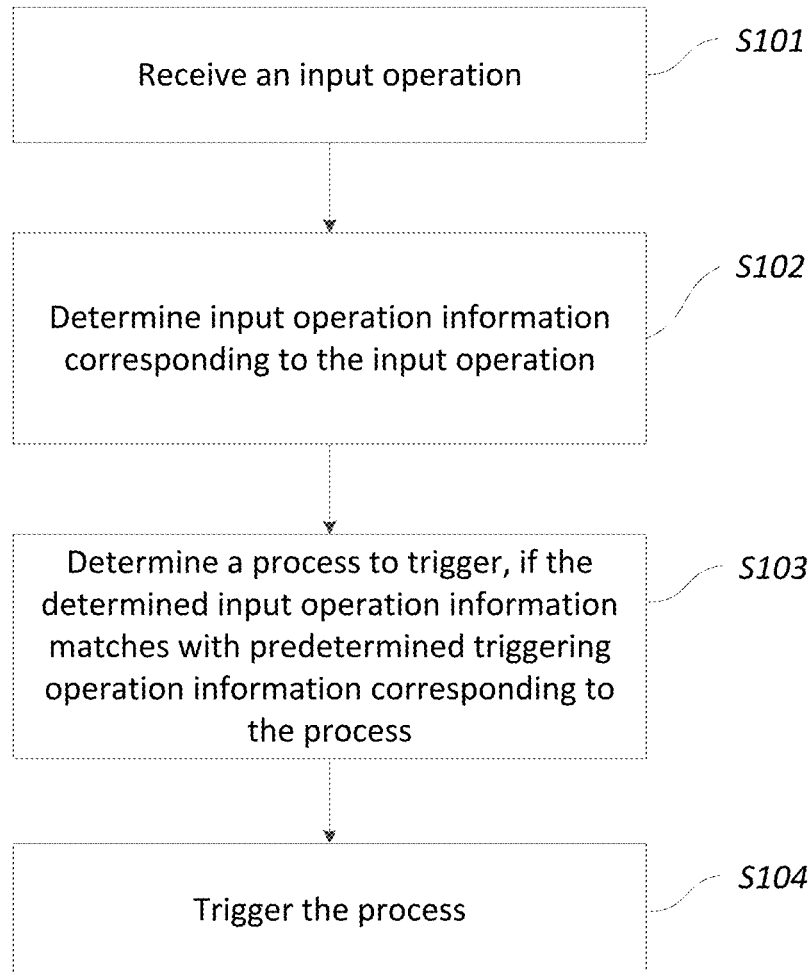 Receive an input operation
S101
Determine input operation information
corresponding to the input operation
S102
Determine a process to trigger, if the
determined input operation information
matches with predetermined triggering
operation information corresponding to
the process
S103
Trigger the process
S104